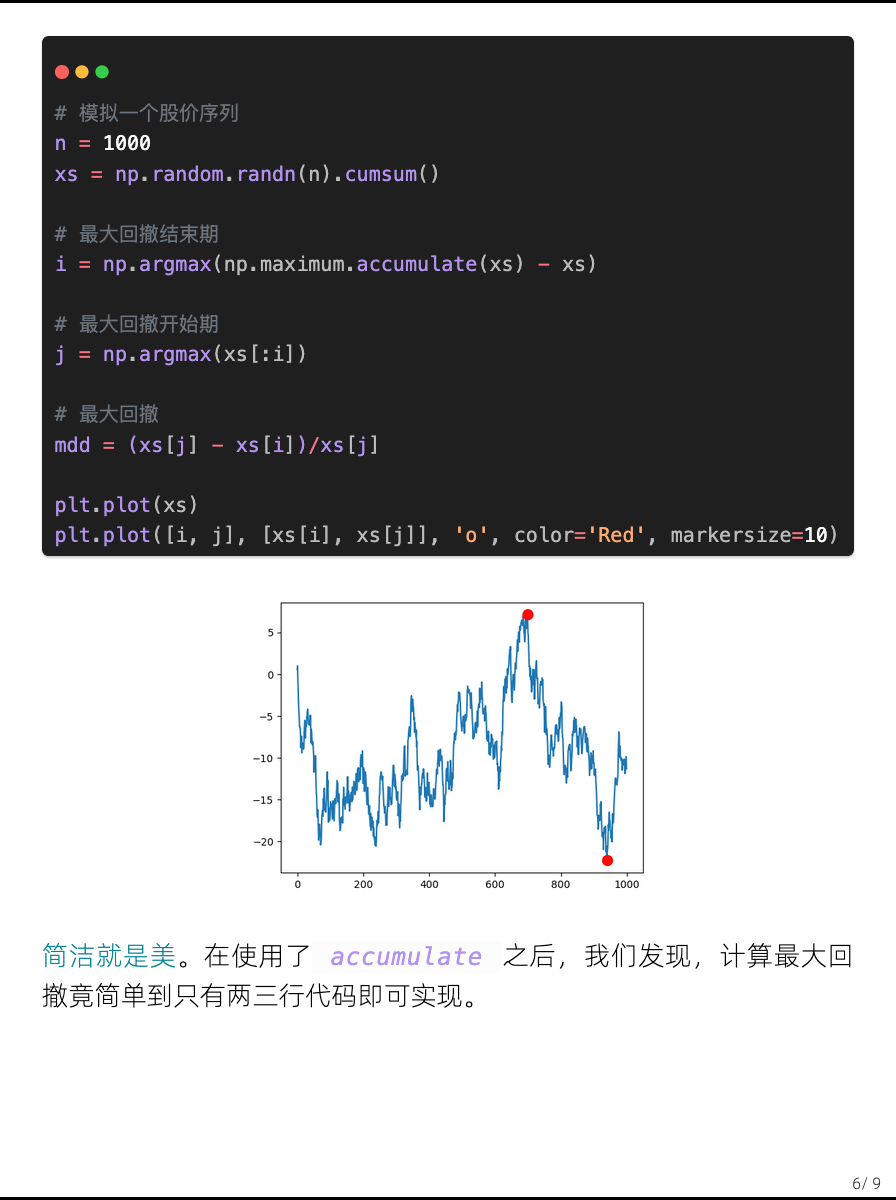 # 模拟一个股价序列
n = 1000
xs = np.random.randn(n).cumsum()
# 最大回撤结束期
i = np.argmax(np.maximum.accumulate(xs) - xs)
# 最大回撤开始期
j = np.argmax(xs[:i])
# 最大回撤
mdd = (xs[j] - xs[i])/xs[j]
plt.plot(xs)
plt.plot([i, j], [xs[i], xs[j]], 'o', color='Red', markersize=10)
5
0
−5
−10
−15
−20
0 200 400 600 800 1000
简洁就是美。在使用了 accumulate 之后，我们发现，计算最大回
撤竟简单到只有两三行代码即可实现。
6/ 9